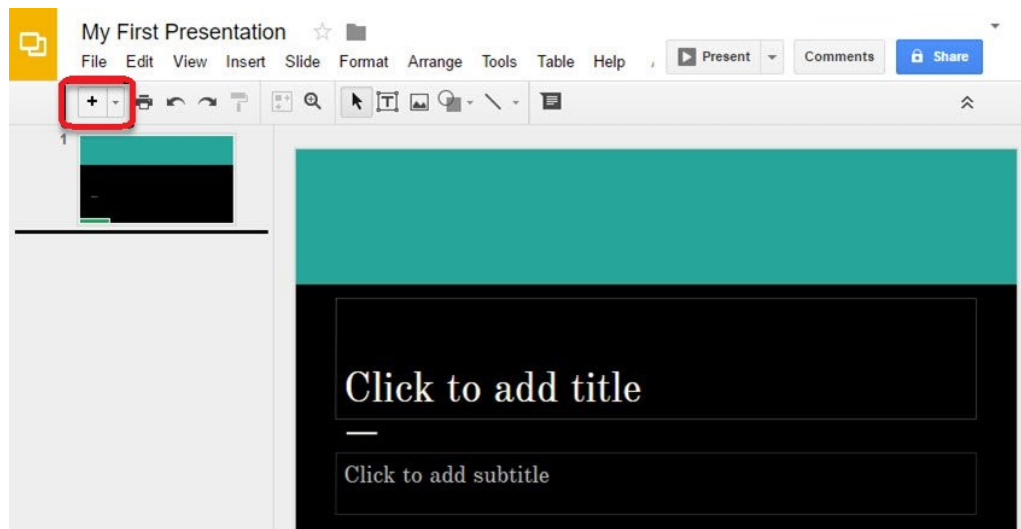 My First Presentation
File Edit View Insert Slide Format Arrange Tools Table Help
Present
Comments
Share
1
Click to add title
Click to add subtitle